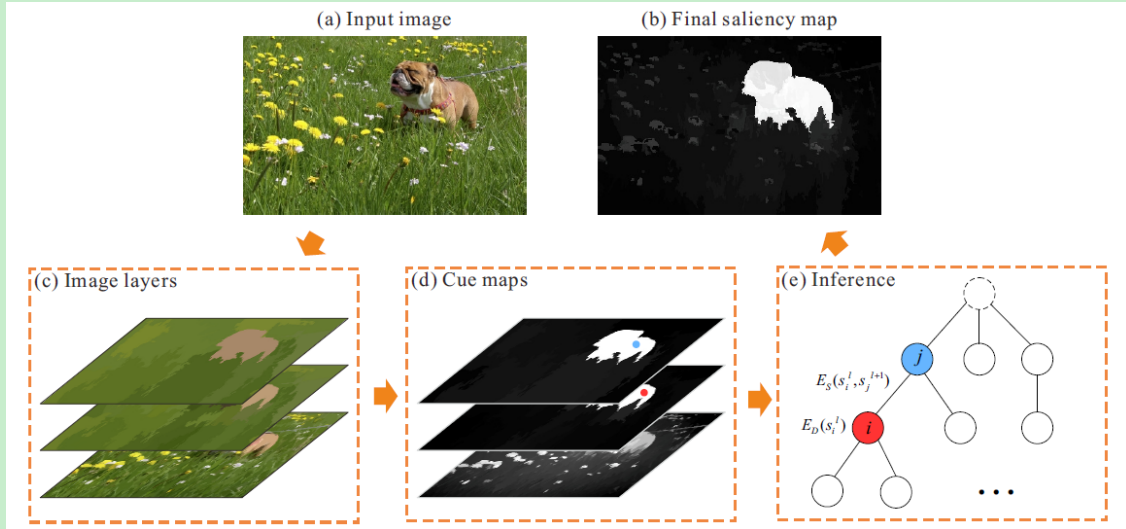 (a) Input image
(b) Final saliency map
(c) Image layers
(d) Cue maps
(e) Inference
j
E_S(s_i^l, s_j^{l+1})
E_D(s_i^l)
i
• • •